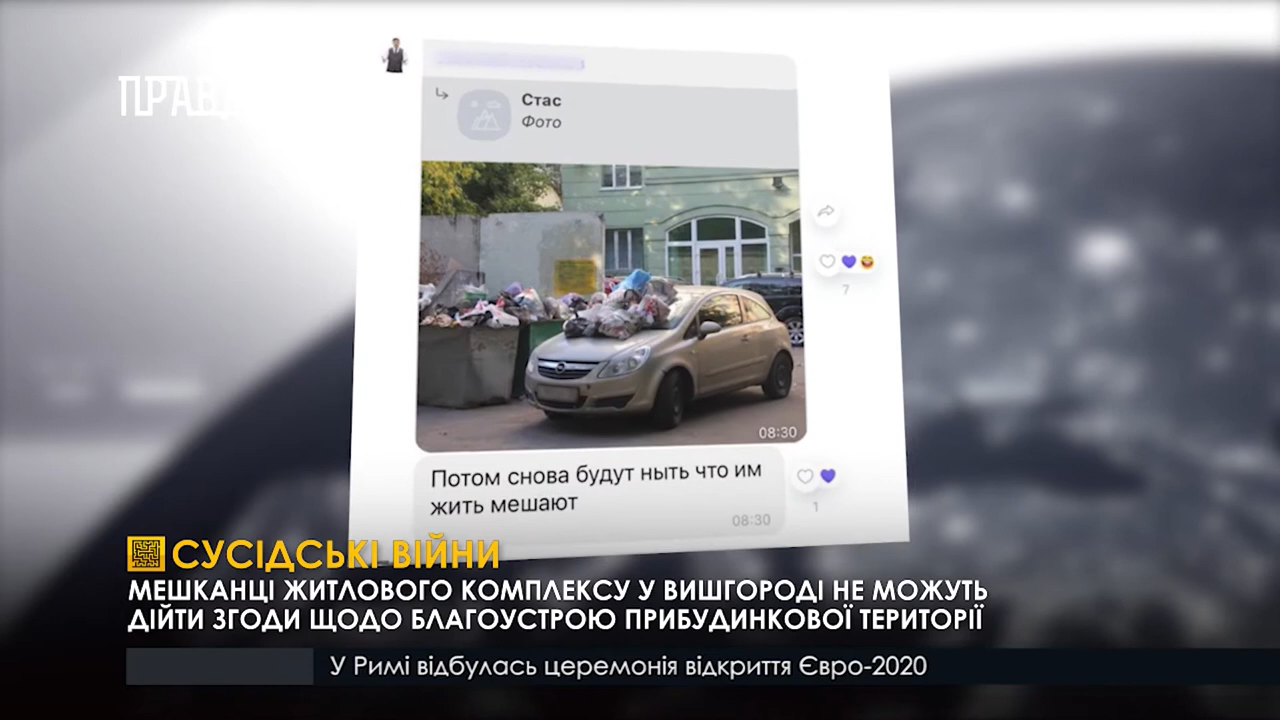 Стас
Фото
08:30
Потом снова будут ныть что им
жить мешают
08:30
7
1
СУСІДСЬКІ ВІЙНИ
МЕШКАНЦІ ЖИТЛОВОГО КОМПЛЕКСУ У ВИШГОРОДІ НЕ МОЖУТЬ
ДІЙТИ ЗГОДИ ЩОДО БЛАГОУСТРОЮ ПРИБУДИНКОВОЇ ТЕРИТОРІЇ
У Римі відбулась церемонія відкриття Євро-2020